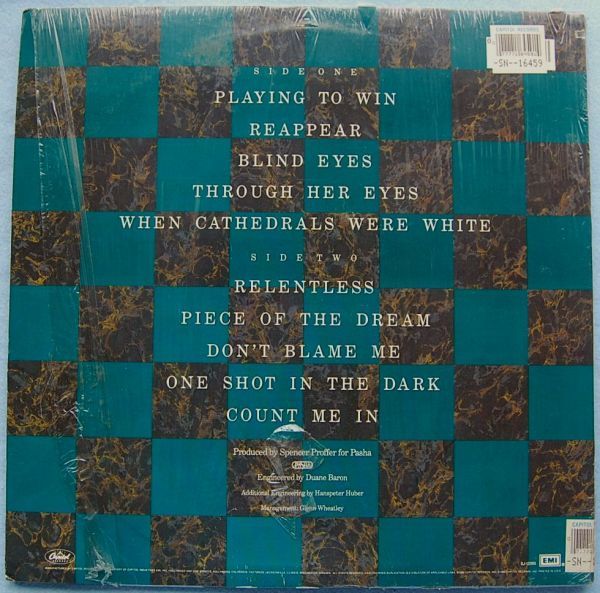 CAPITOL RECORDS
-SN--16459
SIDE ONE
PLAYING TO WIN
REAPPEAR
BLIND EYES
THROUGH HER EYES
WHEN CATHEDRALS WERE WHITE
SIDE TWO
RELENTLESS
PIECE OF THE DREAM
DON'T BLAME ME
ONE SHOT IN THE DARK
COUNT ME IN
Produced by Spencer Proffer for Pasha
PASHA
Engineered by Duane Baron
Additional Engineering by Hanspeter Huber
Management: Glenn Wheatley
CAPITOL
-SN--
Capitol
EMI